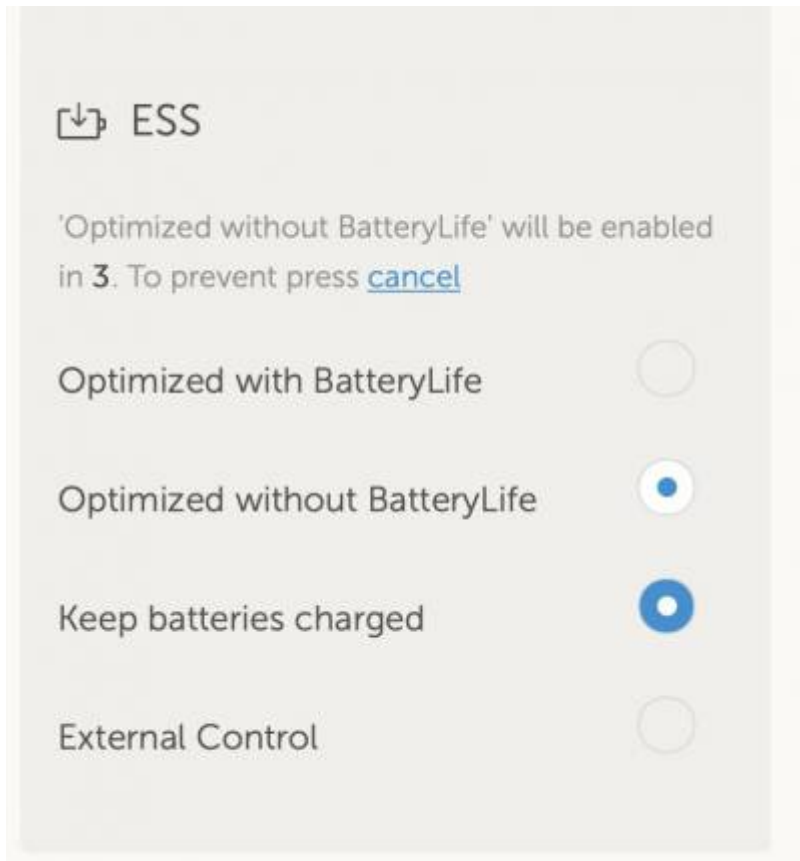 ESS
'Optimized without BatteryLife' will be enabled
in 3. To prevent press cancel
Optimized with BatteryLife
Optimized without BatteryLife
Keep batteries charged
External Control